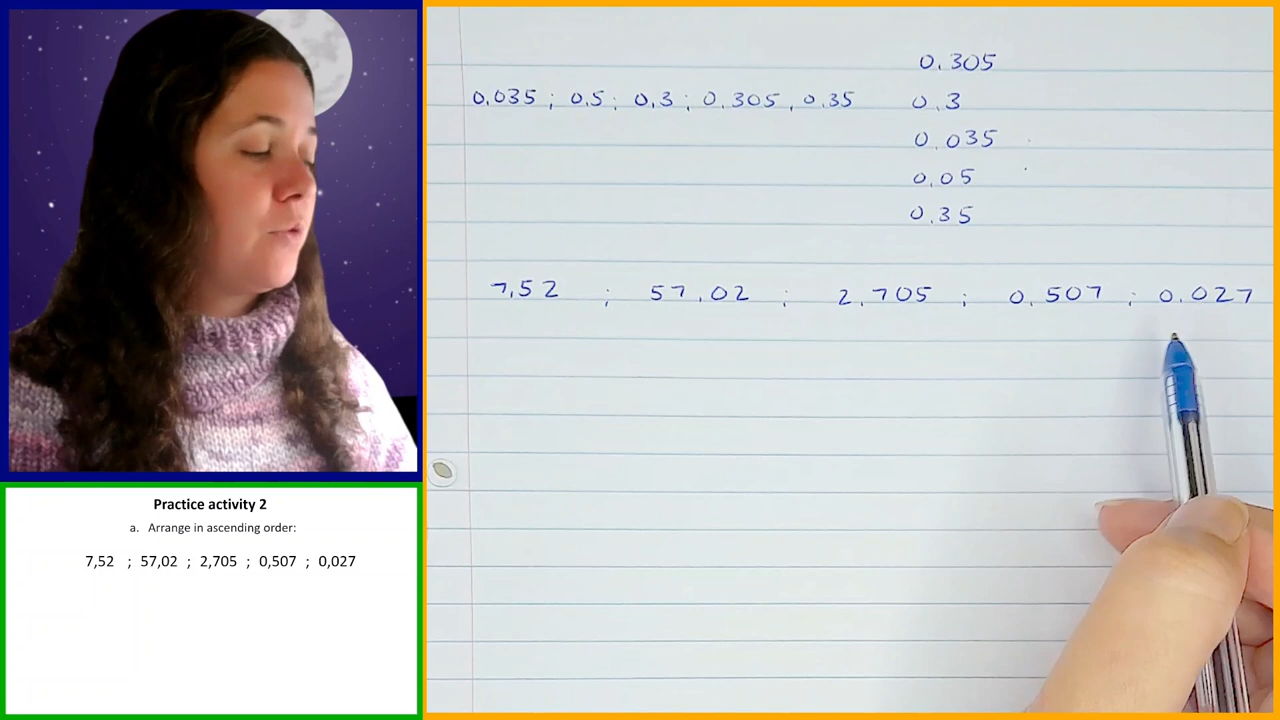 0.305
0,035 ; 0.5 ; 0,3 ; 0.305 , 0.35
0.3
0.035
0,05
0.35
7,52 ; 57,02 ; 2,705 ; 0,507 ; 0,027
Practice activity 2
a. Arrange in ascending order:
7,52 ; 57,02 ; 2,705 ; 0,507 ; 0,027